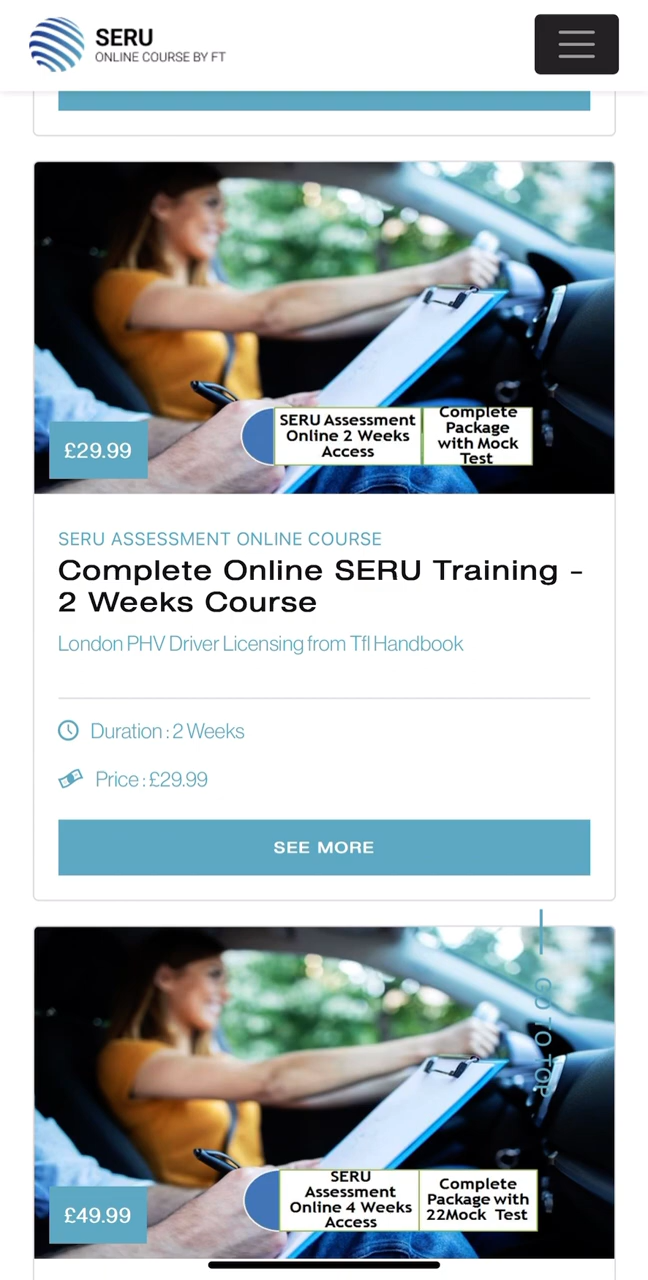 SERU
ONLINE COURSE BY FT
SERU Assessment
Online 2 Weeks
Access
Complete
Package
with Mock
Test
£29.99
SERU ASSESSMENT ONLINE COURSE
Complete Online SERU Training -
2 Weeks Course
London PHV Driver Licensing from Tfl Handbook
Duration : 2 Weeks
Price : £29.99
SEE MORE
GO TO TOP
SERU
Assessment
Online 4 Weeks
Access
Complete
Package with
22Mock Test
£49.99